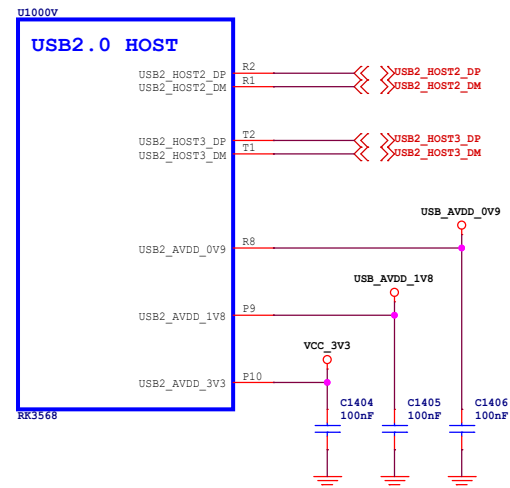 U1000V
USB2.0 HOST
USB2_HOST2_DP R2 USB2_HOST2_DP
USB2_HOST2_DM R1 USB2_HOST2_DM
USB2_HOST3_DP T2 USB2_HOST3_DP
USB2_HOST3_DM T1 USB2_HOST3_DM
USB_AVDD_0V9
USB2_AVDD_0V9 R8
USB_AVDD_1V8
USB2_AVDD_1V8 P9
VCC_3V3
USB2_AVDD_3V3 P10
C1404 C1405 C1406
100nF 100nF 100nF
RK3568